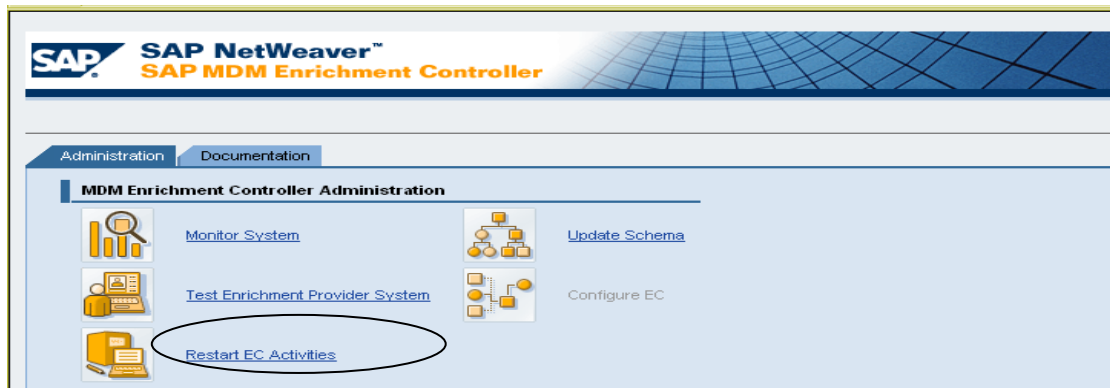 SAP
SAP NetWeaver™
SAP MDM Enrichment Controller
Administration Documentation
MDM Enrichment Controller Administration
Monitor System Update Schema
Test Enrichment Provider System Configure EC
Restart EC Activities